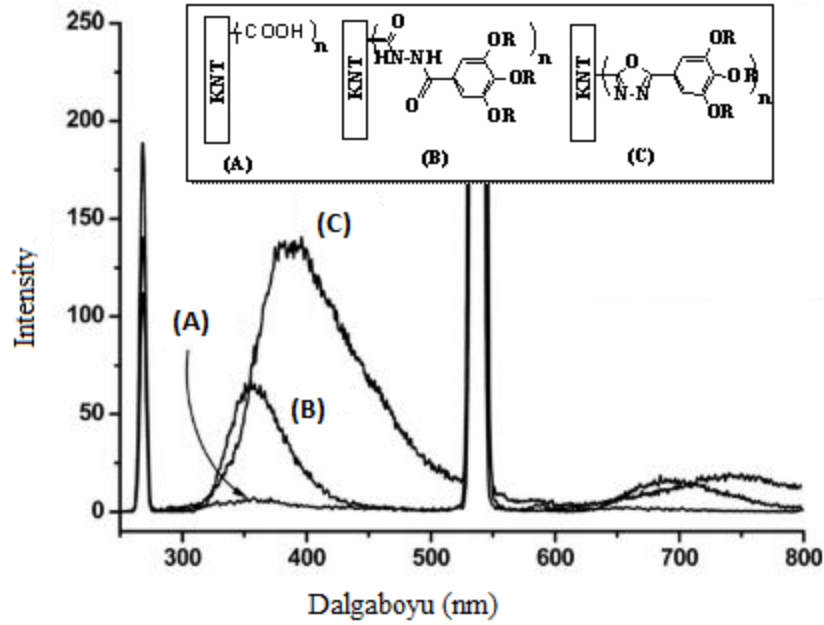 250
200
150
100
50
0
Intensity
KNT
COOH
n
(A)
KNT
O
HN-NH
O
OR
OR
OR
n
(B)
KNT
O
N-N
OR
OR
OR
n
(C)
(C)
(A)
(B)
300 400 500 600 700 800
Dalgaboyu (nm)